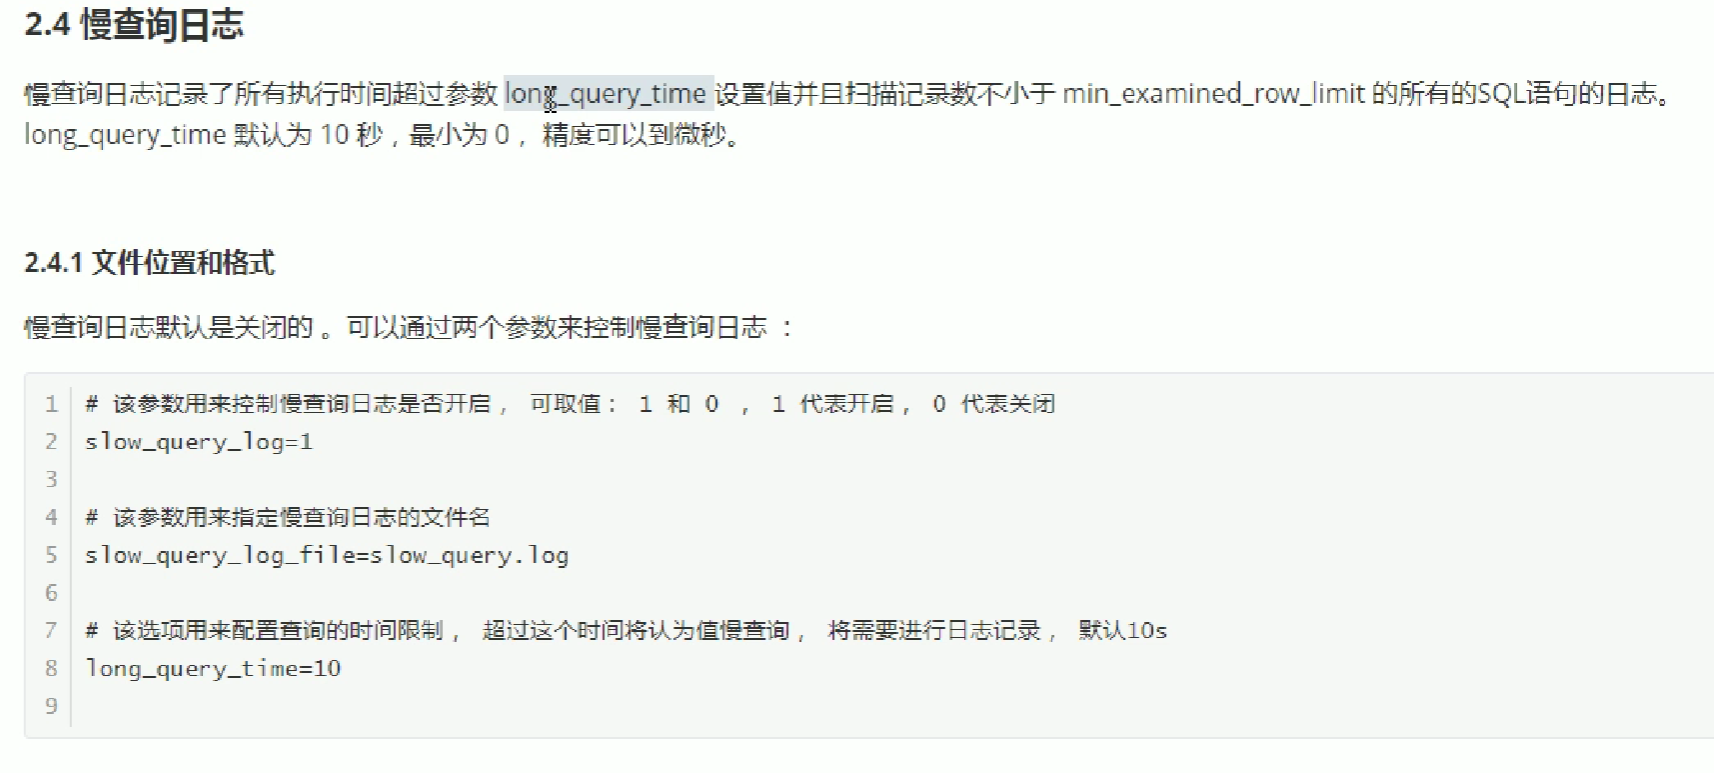 2.4 慢查询日志
慢查询日志记录了所有执行时间超过参数 long_query_time 设置值并且扫描记录数不小于 min_examined_row_limit 的所有的SQL语句的日志。
long_query_time 默认为 10 秒，最小为 0， 精度可以到微秒。
2.4.1 文件位置和格式
慢查询日志默认是关闭的 。可以通过两个参数来控制慢查询日志 ：
1 # 该参数用来控制慢查询日志是否开启， 可取值： 1 和 0 ， 1 代表开启， 0 代表关闭
2 slow_query_log=1
3
4 # 该参数用来指定慢查询日志的文件名
5 slow_query_log_file=slow_query.log
6
7 # 该选项用来配置查询的时间限制， 超过这个时间将认为值慢查询， 将需要进行日志记录， 默认10s
8 long_query_time=10
9